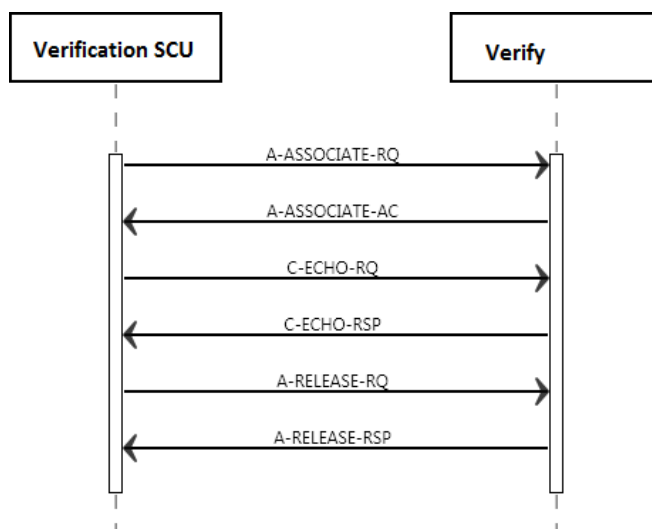 Verification SCU
Verify
A-ASSOCIATE-RQ
A-ASSOCIATE-AC
C-ECHO-RQ
C-ECHO-RSP
A-RELEASE-RQ
A-RELEASE-RSP